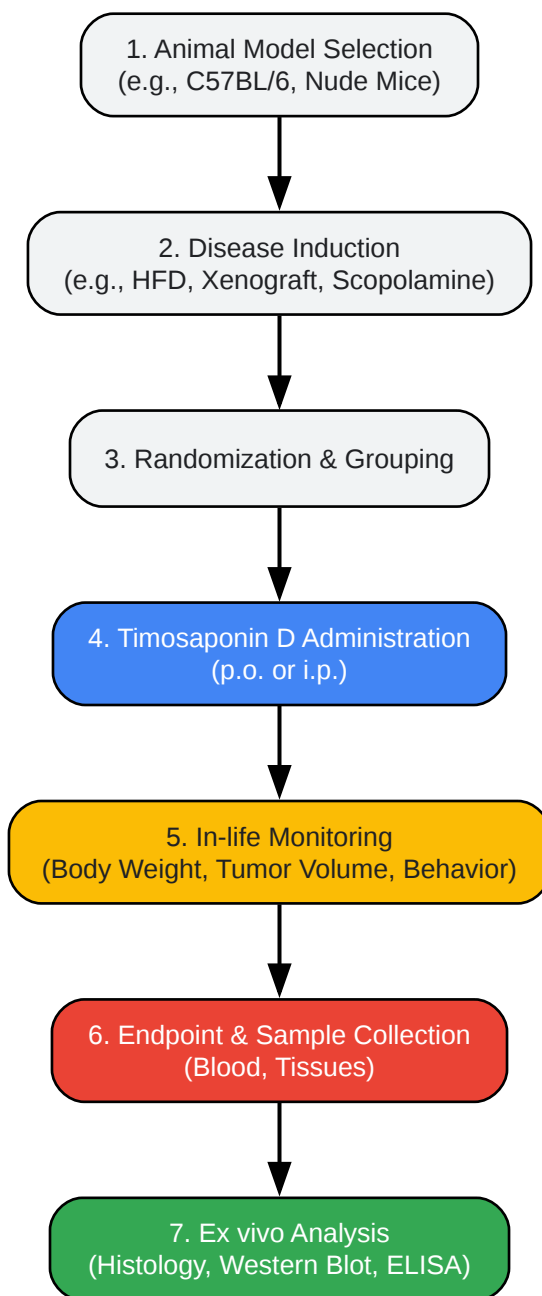 1. Animal Model Selection
(e.g., C57BL/6, Nude Mice)
2. Disease Induction
(e.g., HFD, Xenograft, Scopolamine)
3. Randomization & Grouping
4. Timosaponin D Administration
(p.o. or i.p.)
5. In-life Monitoring
(Body Weight, Tumor Volume, Behavior)
6. Endpoint & Sample Collection
(Blood, Tissues)
7. Ex vivo Analysis
(Histology, Western Blot, ELISA)